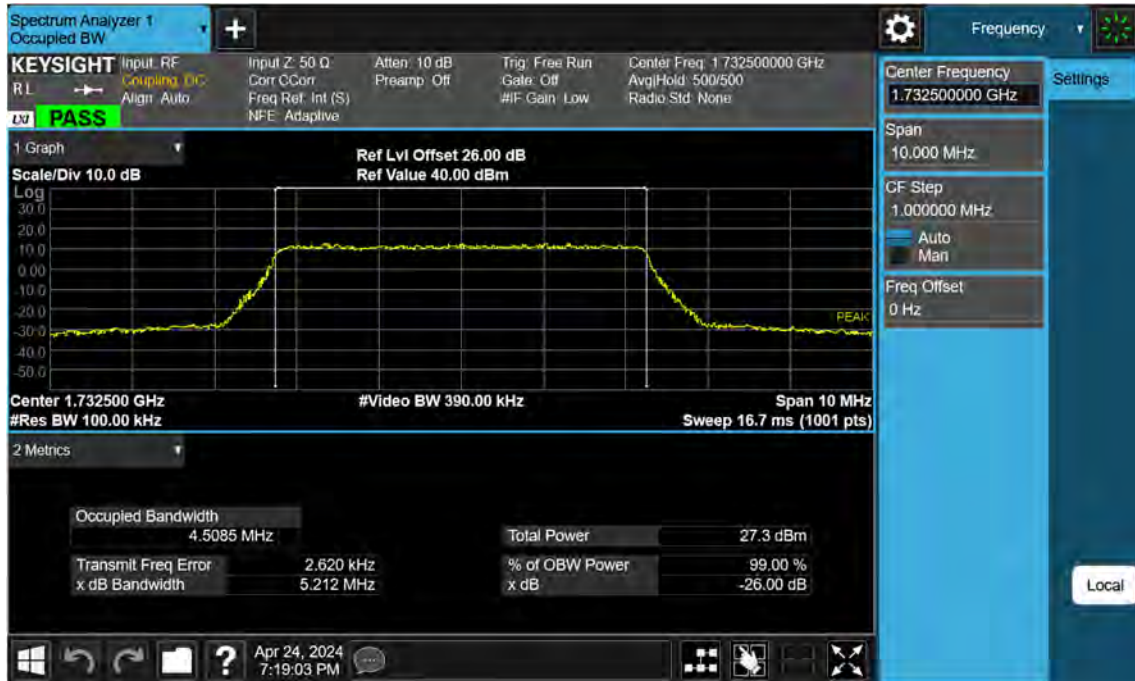 Spectrum Analyzer 1
Occupied BW
+
Frequency
KEYSIGHT Input: RF Input Z: 50 Ω Atten: 10 dB Trig: Free Run Center Freq: 1.732500000 GHz
RL Coupling: DC Corr CCorr Preamp: Off Gate: Off Avg|Hold: 500/500
Align: Auto Freq Ref: Int (S) #IF Gain: Low Radio Std: None
LXI PASS NFE: Adaptive
1 Graph
Ref Lvl Offset 26.00 dB
Scale/Div 10.0 dB Ref Value 40.00 dBm
Log
30.0
20.0
10.0
0.00
-10.0
-20.0
-30.0
-40.0
-50.0
PEAK
Center 1.732500 GHz #Video BW 390.00 kHz Span 10 MHz
#Res BW 100.00 kHz Sweep 16.7 ms (1001 pts)
2 Metrics
Occupied Bandwidth
4.5085 MHz Total Power 27.3 dBm
Transmit Freq Error 2.620 kHz % of OBW Power 99.00 %
x dB Bandwidth 5.212 MHz x dB -26.00 dB
Center Frequency
1.732500000 GHz
Settings
Span
10.000 MHz
CF Step
1.000000 MHz
Auto
Man
Freq Offset
0 Hz
Local
? Apr 24, 2024
7:19:03 PM